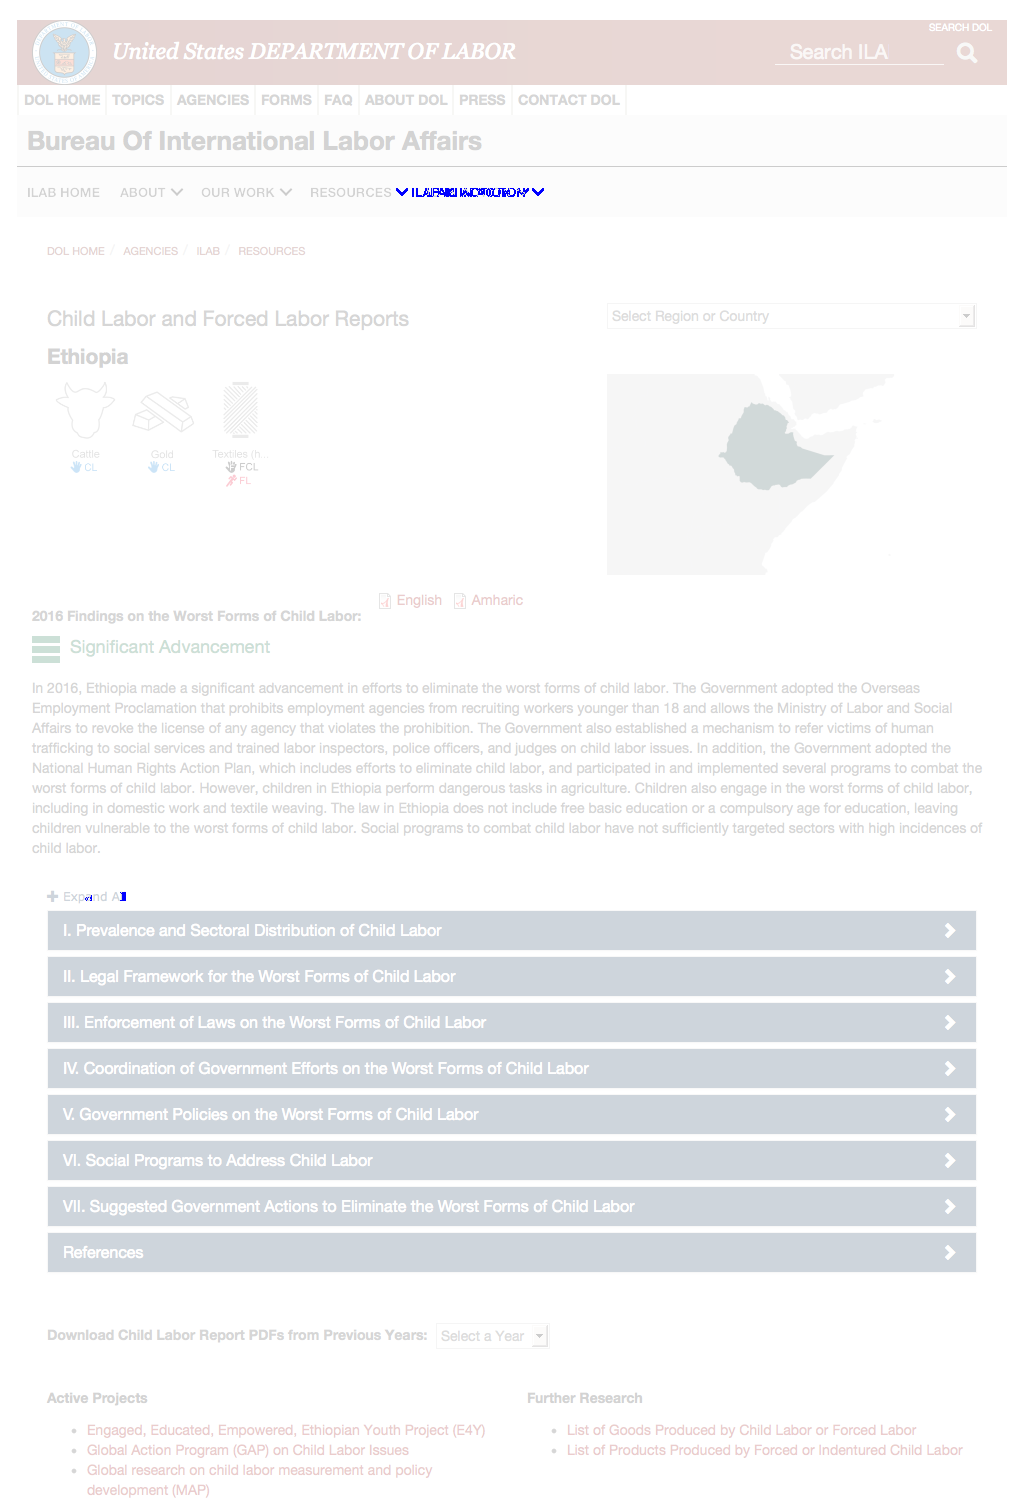 SEARCH DOL
United States DEPARTMENT OF LABOR
Search ILA
DOL HOME TOPICS AGENCIES FORMS FAQ ABOUT DOL PRESS CONTACT DOL
Bureau Of International Labor Affairs
ILAB HOME ABOUT OUR WORK RESOURCES
DOL HOME / AGENCIES / ILAB / RESOURCES
Child Labor and Forced Labor Reports
Select Region or Country
Ethiopia
Cattle Gold Textiles (h...
CL CL FCL
FL
English Amharic
2016 Findings on the Worst Forms of Child Labor:
Significant Advancement
In 2016, Ethiopia made a significant advancement in efforts to eliminate the worst forms of child labor. The Government adopted the Overseas
Employment Proclamation that prohibits employment agencies from recruiting workers younger than 18 and allows the Ministry of Labor and Social
Affairs to revoke the license of any agency that violates the prohibition. The Government also established a mechanism to refer victims of human
trafficking to social services and trained labor inspectors, police officers, and judges on child labor issues. In addition, the Government adopted the
National Human Rights Action Plan, which includes efforts to eliminate child labor, and participated in and implemented several programs to combat the
worst forms of child labor. However, children in Ethiopia perform dangerous tasks in agriculture. Children also engage in the worst forms of child labor,
including in domestic work and textile weaving. The law in Ethiopia does not include free basic education or a compulsory age for education, leaving
children vulnerable to the worst forms of child labor. Social programs to combat child labor have not sufficiently targeted sectors with high incidences of
child labor.
Expand
I. Prevalence and Sectoral Distribution of Child Labor
II. Legal Framework for the Worst Forms of Child Labor
III. Enforcement of Laws on the Worst Forms of Child Labor
IV. Coordination of Government Efforts on the Worst Forms of Child Labor
V. Government Policies on the Worst Forms of Child Labor
VI. Social Programs to Address Child Labor
VII. Suggested Government Actions to Eliminate the Worst Forms of Child Labor
References
Download Child Labor Report PDFs from Previous Years: Select a Year
Active Projects
Engaged, Educated, Empowered, Ethiopian Youth Project (E4Y)
Global Action Program (GAP) on Child Labor Issues
Global research on child labor measurement and policy
development (MAP)
Further Research
List of Goods Produced by Child Labor or Forced Labor
List of Products Produced by Forced or Indentured Child Labor